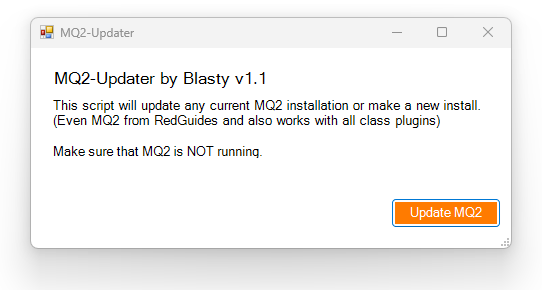 MQ2-Updater
MQ2-Updater by Blasty v1.1
This script will update any current MQ2 installation or make a new install.
(Even MQ2 from RedGuides and also works with all class plugins)
Make sure that MQ2 is NOT running.
Update MQ2